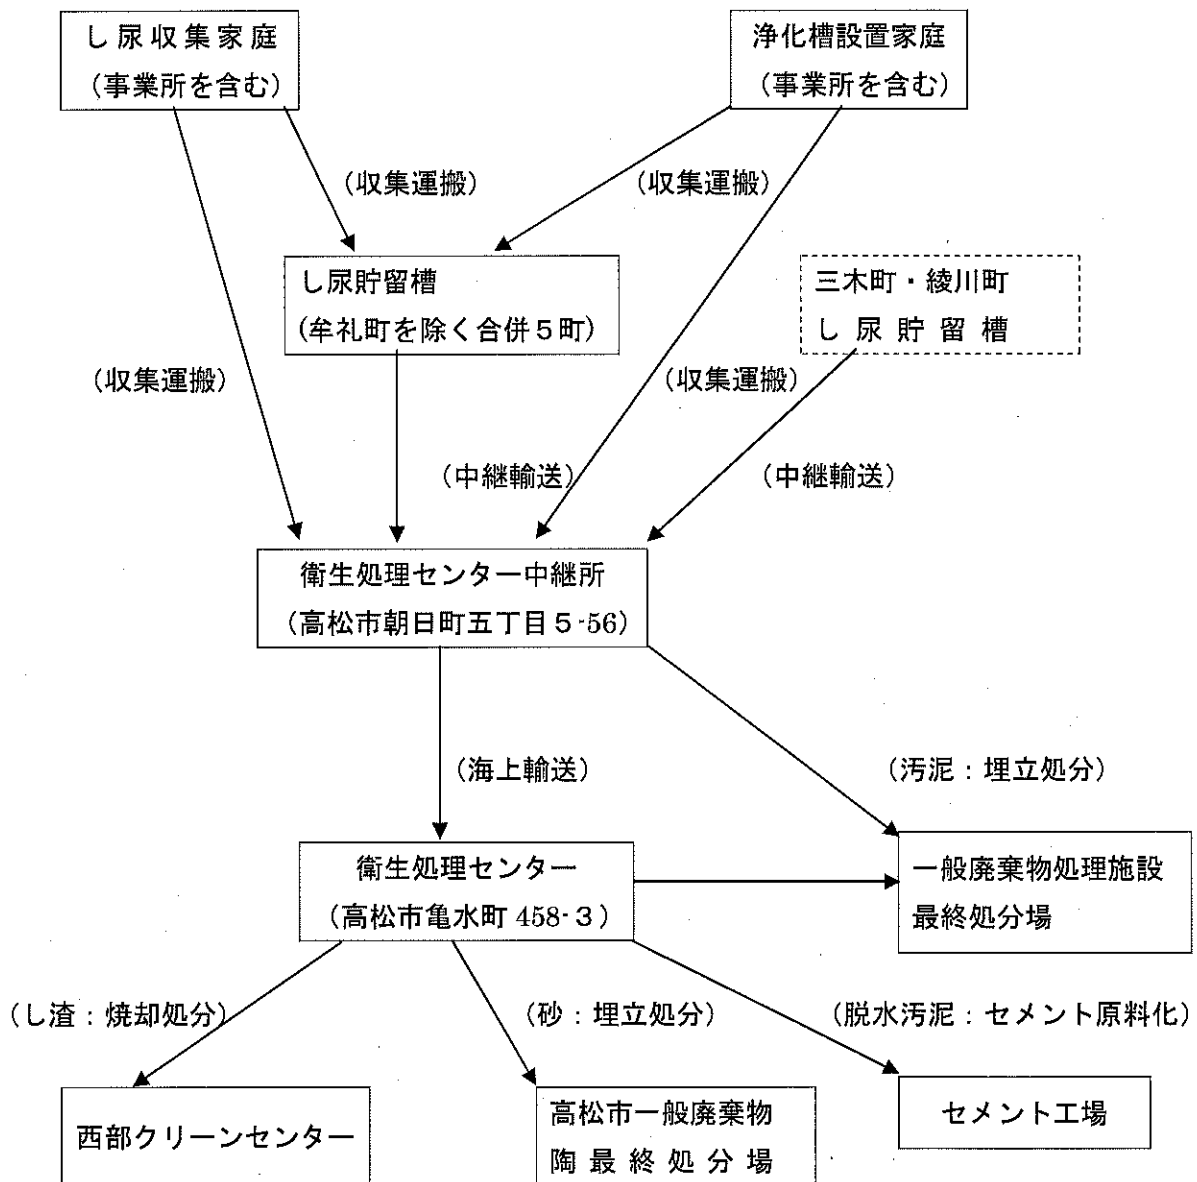 し尿収集家庭
(事業所を含む)
浄化槽設置家庭
(事業所を含む)
(収集運搬)
(収集運搬)
し尿貯留槽
(牟礼町を除く合併5町)
三木町・綾川町
し尿貯留槽
(収集運搬)
(収集運搬)
(中継輸送)
(中継輸送)
衛生処理センター中継所
(高松市朝日町五丁目5-56)
(海上輸送)
(汚泥:埋立処分)
衛生処理センター
(高松市亀水町458-3)
一般廃棄物処理施設
最終処分場
(し渣:焼却処分)
(砂:埋立処分)
(脱水汚泥:セメント原料化)
西部クリーンセンター
高松市一般廃棄物
陶最終処分場
セメント工場